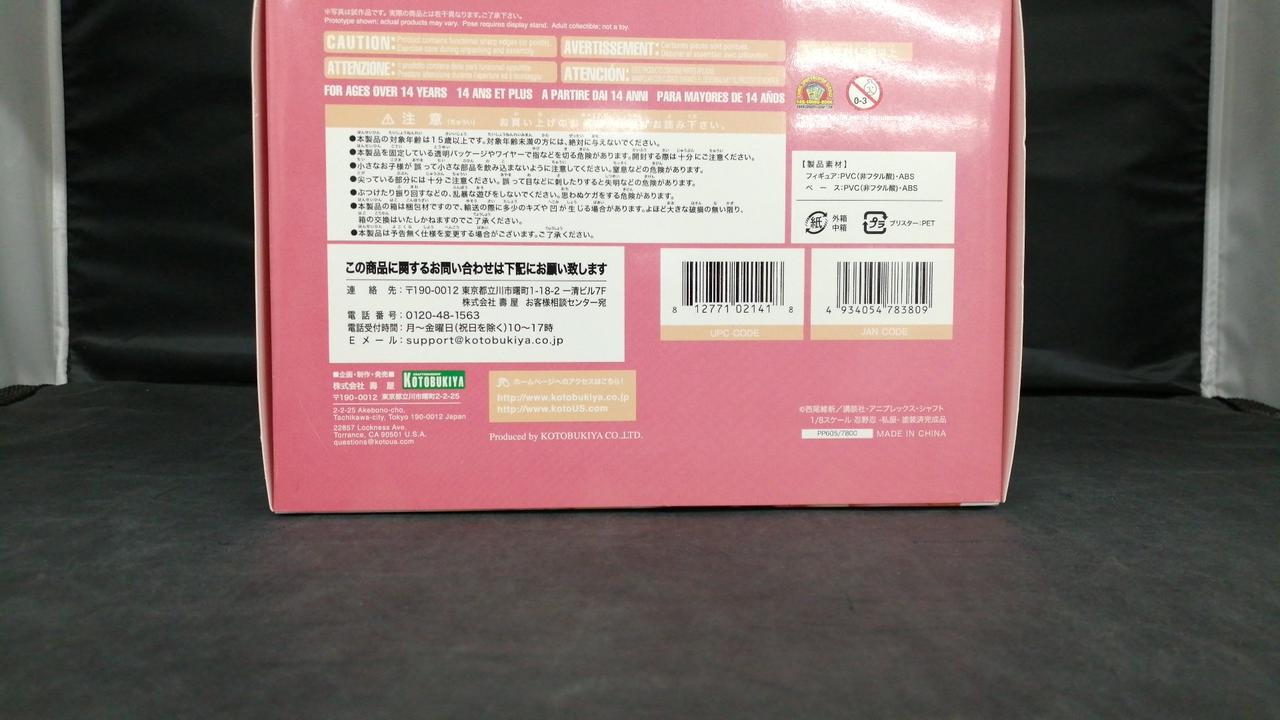 ※写真は試作品です。実際の商品とは若干異なります。ご了承下さい。
Prototype shown: actual products may vary. Pose requires display stand. Adult collectible; not a toy.
CAUTION: Product contains functional sharp edges (or points). Exercise care during unpacking and assembly.
AVERTISSEMENT: Certaines pièces sont pointues.
ATTENZIONE:
ATENCIÓN:
FOR AGES OVER 14 YEARS 14 ANS ET PLUS A PARTIRE DAI 14 ANNI PARA MAYORES DE 14 AÑOS
0-3
⚠ 注意 (ちゅうい) お買い上げのお お読み下さい。
●本製品の対象年齢は15歳以上です。対象年齢未満の方には、絶対に与えないでください。
●本製品を固定している透明パッケージやワイヤーで指などを切る危険があります。開封する際は十分にご注意ください。
●小さなお子様が誤って小さな部品を飲み込まないように注意してください。窒息などの危険があります。
●尖っている部分には十分ご注意ください。誤って目などに刺したりすると失明などの危険があります。
●ぶつけたり振り回すなどの、乱暴な遊びをしないでください。思わぬケガをする危険があります。
●本製品の箱は梱包材ですので、輸送の際に多少のキズや凹が生じる場合があります。よほど大きな破損の無い限り、
箱の交換はいたしかねますのでご了承ください。
●本製品は予告無く仕様を変更する場合がございます。ご了承ください。
【製品素材】
フィギュア:PVC(非フタル酸)・ABS
ベース:PVC(非フタル酸)・ABS
紙 外箱 中箱
プラ ブリスター:PET
この商品に関するお問い合わせは下記にお願い致します
連絡先:〒190-0012 東京都立川市曙町1-18-2 一清ビル7F
株式会社 壽屋 お客様相談センター宛
電話番号:0120-48-1563
電話受付時間:月〜金曜日(祝日を除く)10〜17時
Eメール:support@kotobukiya.co.jp
8 12771 02141 8
UPC CODE
4 934054 783809
JAN CODE
■企画・制作・発売■
株式会社 壽屋 KOTOBUKIYA
〒190-0012 東京都立川市曙町2-2-25
2-2-25 Akebono-cho,
Tachikawa-city, Tokyo 190-0012 Japan
22857 Lockness Ave.
Torrance, CA 90501 U.S.A.
questions@kotous.com
ホームページへのアクセスはこちら!
http://www.kotobukiya.co.jp
http://www.kotoUS.com
Produced by KOTOBUKIYA CO.,LTD.
©西尾維新/講談社・アニプレックス・シャフト
1/8スケール 忍野忍 -私服- 塗装済完成品
PP605/7800 MADE IN CHINA